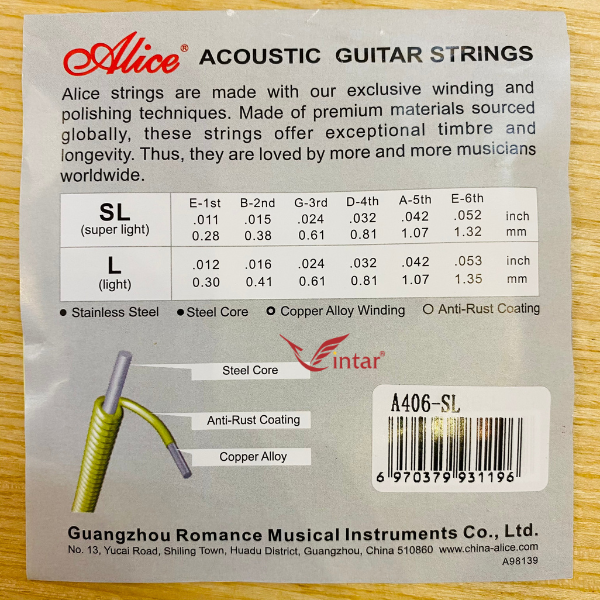 Alice® ACOUSTIC GUITAR STRINGS
Alice strings are made with our exclusive winding and
polishing techniques. Made of premium materials sourced
globally, these strings offer exceptional timbre and
longevity. Thus, they are loved by more and more musicians
worldwide.
SL (super light) E-1st B-2nd G-3rd D-4th A-5th E-6th
.011 .015 .024 .032 .042 .052 inch
0.28 0.38 0.61 0.81 1.07 1.32 mm
L (light) .012 .016 .024 .032 .042 .053 inch
0.30 0.41 0.61 0.81 1.07 1.35 mm
Stainless Steel Steel Core Copper Alloy Winding Anti-Rust Coating
Vintar®
Steel Core
Anti-Rust Coating
Copper Alloy
A406-SL
6 970379 931196
Guangzhou Romance Musical Instruments Co., Ltd.
No. 13, Yucai Road, Shiling Town, Huadu District, Guangzhou, China 510860 www.china-alice.com
A98139